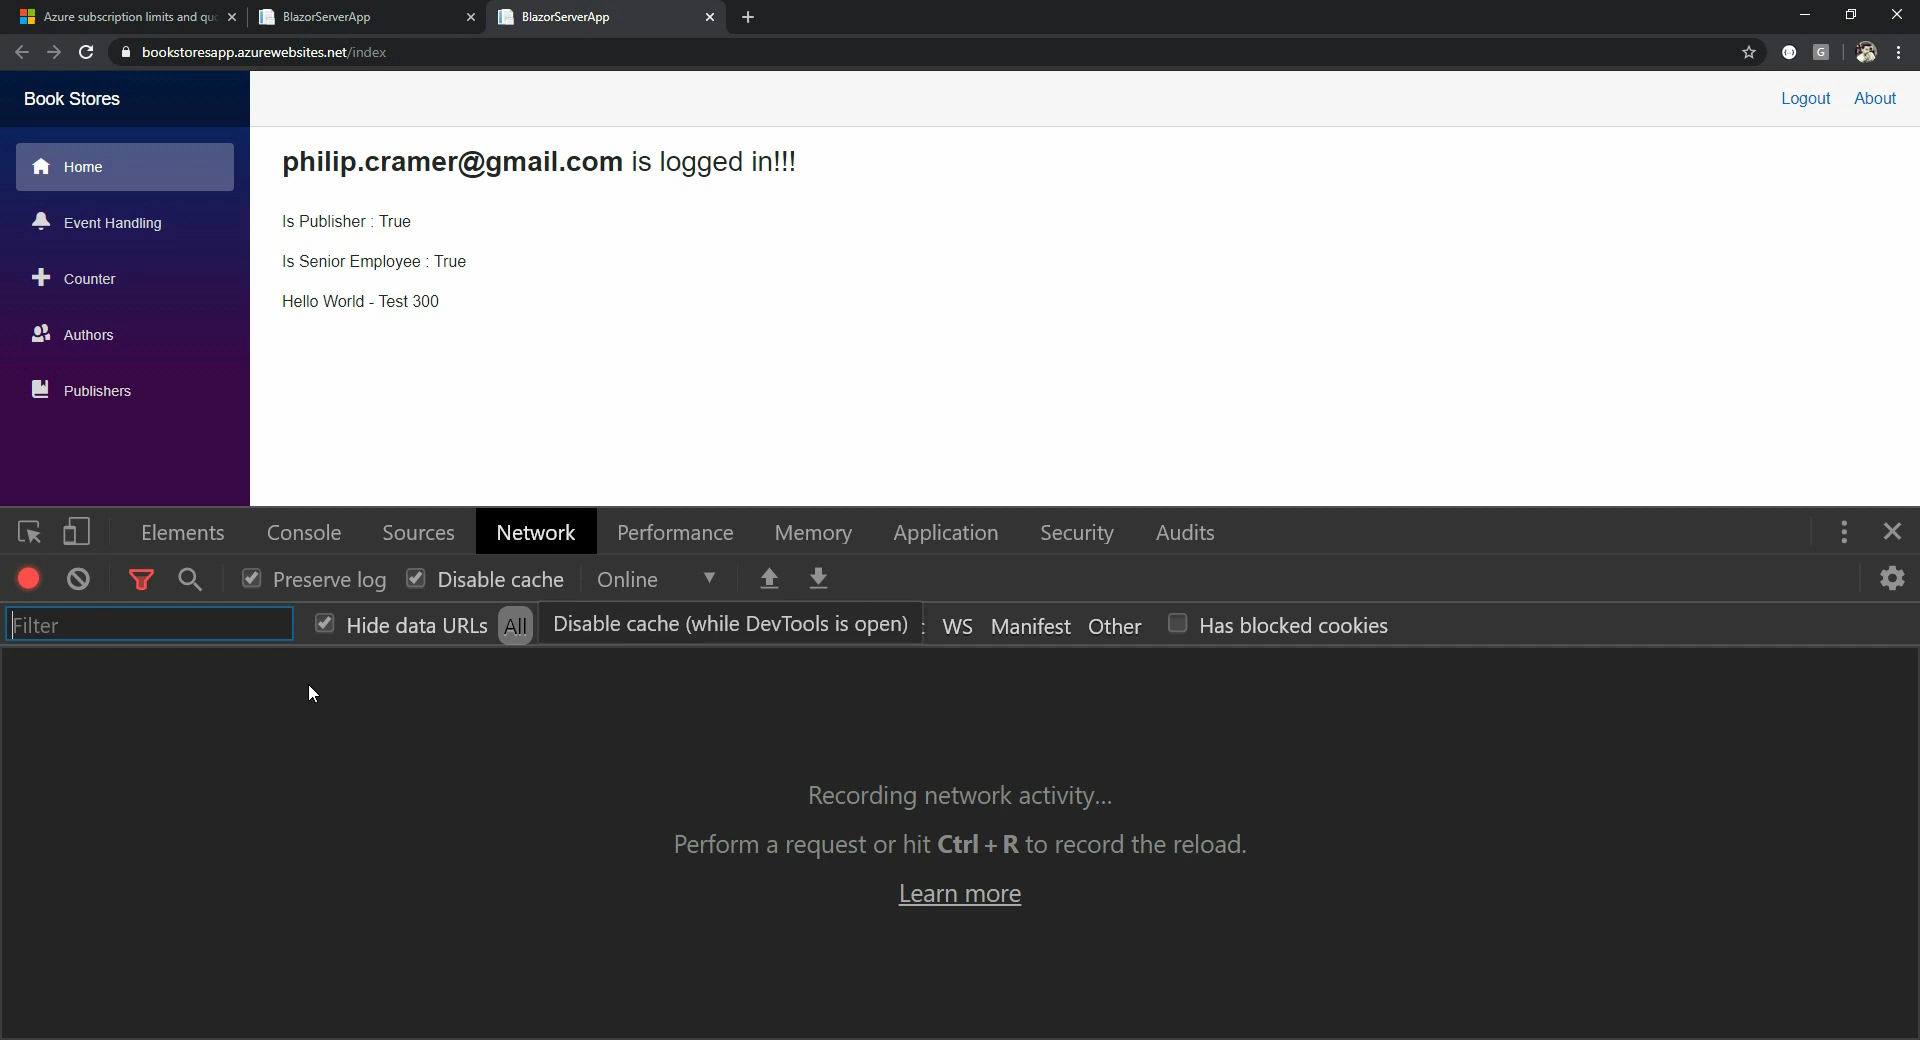 Azure subscription limits and quo
BlazorServerApp
BlazorServerApp
bookstoresapp.azurewebsites.net/index
G
Book Stores
Logout About
Home
Event Handling
Counter
Authors
Publishers
philip.cramer@gmail.com is logged in!!!
Is Publisher : True
Is Senior Employee : True
Hello World - Test 300
Elements Console Sources Network Performance Memory Application Security Audits
Preserve log Disable cache Online
Filter Hide data URLs All Disable cache (while DevTools is open) WS Manifest Other Has blocked cookies
Recording network activity...
Perform a request or hit Ctrl + R to record the reload.
Learn more